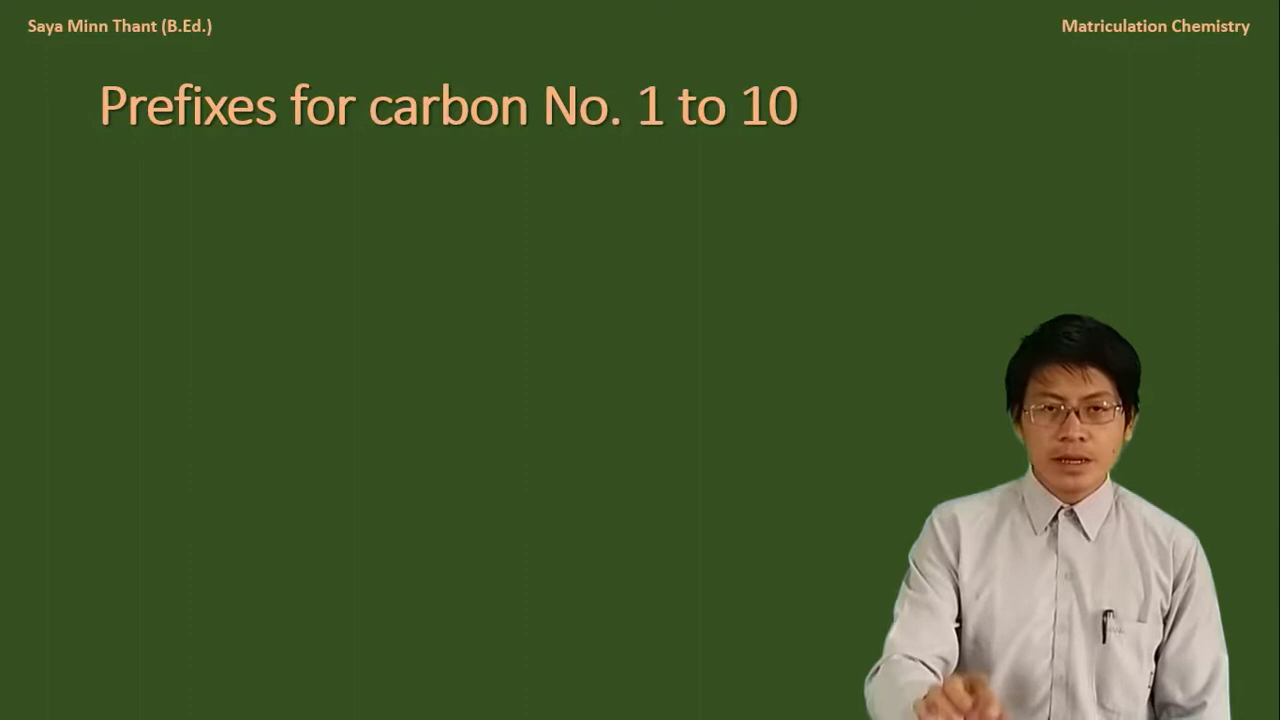 Saya Minn Thant (B.Ed.)
Matriculation Chemistry
Prefixes for carbon No. 1 to 10